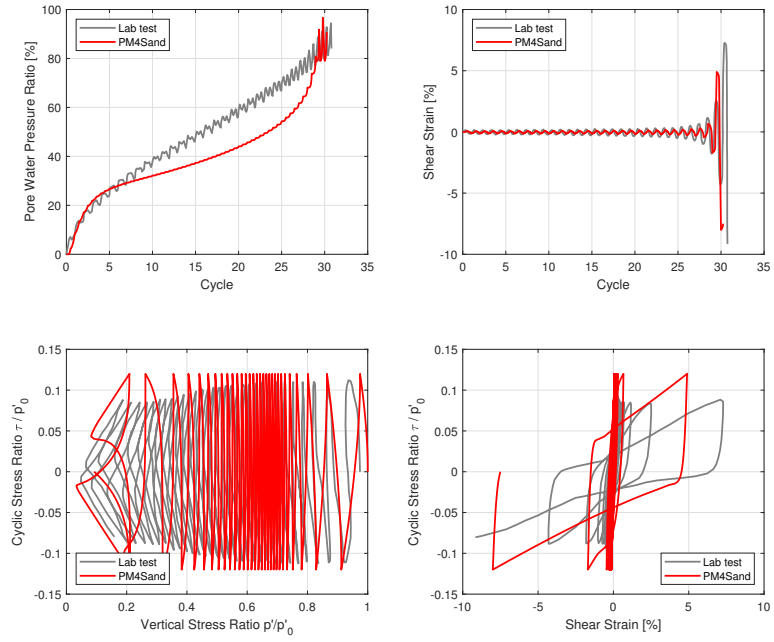 Pore Water Pressure Ratio [%]
100
80
60
40
20
0
Lab test
PM4Sand
0 5 10 15 20 25 30 35
Cycle
Shear Strain [%]
10
5
0
-5
-10
Lab test
PM4Sand
0 5 10 15 20 25 30 35
Cycle
Cyclic Stress Ratio τ / p'0
0.15
0.1
0.05
0
-0.05
-0.1
-0.15
Lab test
PM4Sand
0 0.2 0.4 0.6 0.8 1
Vertical Stress Ratio p'/p'0
Cyclic Stress Ratio τ / p'0
0.15
0.1
0.05
0
-0.05
-0.1
-0.15
Lab test
PM4Sand
-10 -5 0 5 10
Shear Strain [%]